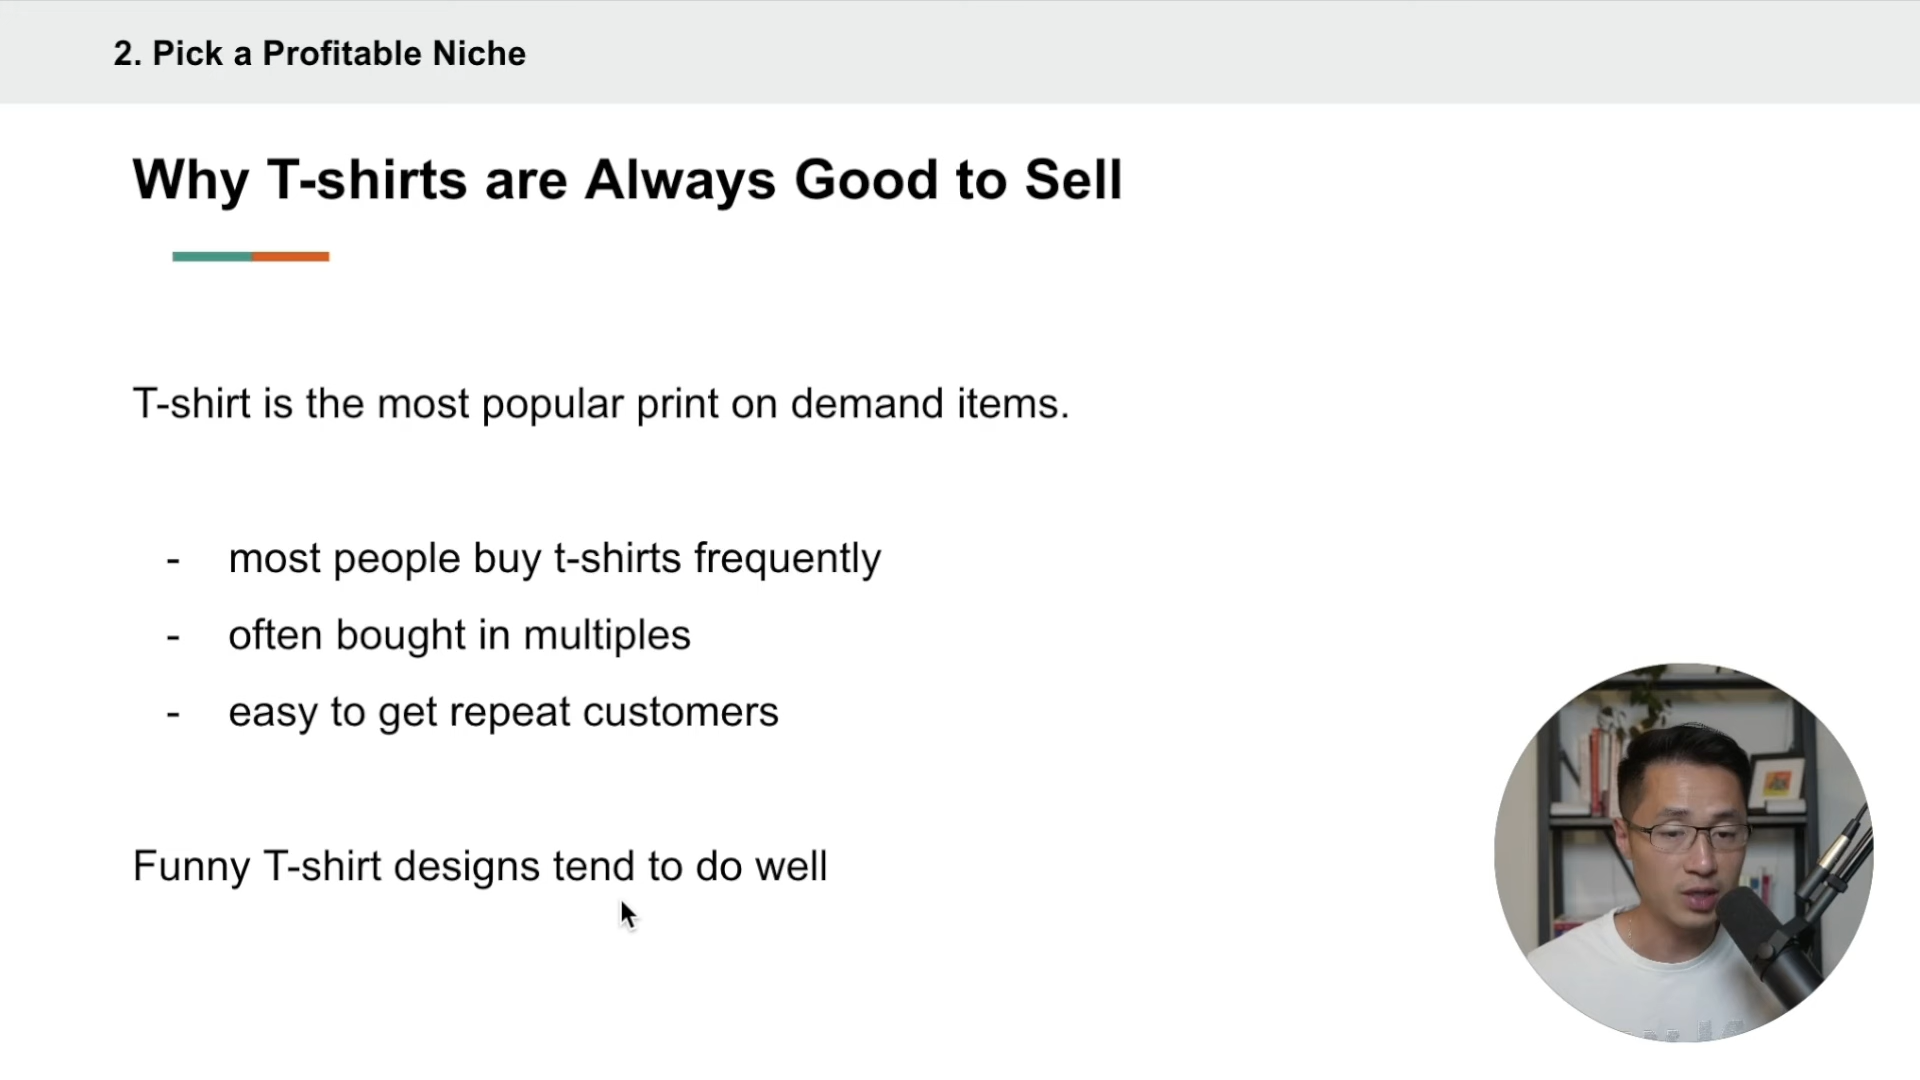 2. Pick a Profitable Niche
Why T-shirts are Always Good to Sell
T-shirt is the most popular print on demand items.
- most people buy t-shirts frequently
- often bought in multiples
- easy to get repeat customers
Funny T-shirt designs tend to do well